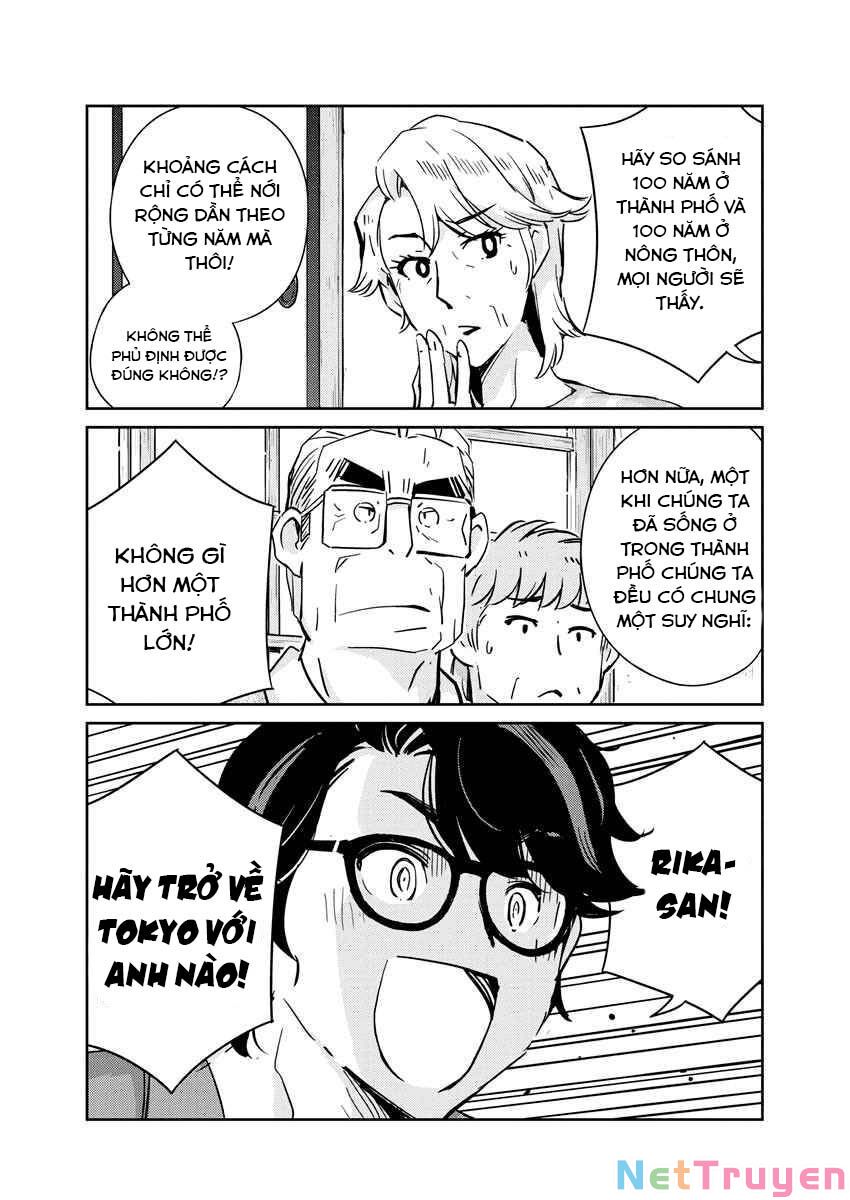 HÃY SO SÁNH
100 NĂM Ở
THÀNH PHỐ VÀ
100 NĂM Ở
NÔNG THÔN,
MỌI NGƯỜI SẼ
THẤY.
KHOẢNG CÁCH
CHỈ CÓ THỂ NỚI
RỘNG DẦN THEO
TỪNG NĂM MÀ
THÔI!
KHÔNG THỂ
PHỦ ĐỊNH ĐƯỢC
ĐÚNG KHÔNG!?
HƠN NỮA, MỘT
KHI CHÚNG TA
ĐÃ SỐNG Ở
TRONG THÀNH
PHỐ CHÚNG TA
ĐỀU CÓ CHUNG
MỘT SUY NGHĨ:
KHÔNG GÌ
HƠN MỘT
THÀNH PHỐ
LỚN!
RIKA-
SAN!
HÃY TRỞ VỀ
TOKYO VỚI
ANH NÀO!
NetTruyen